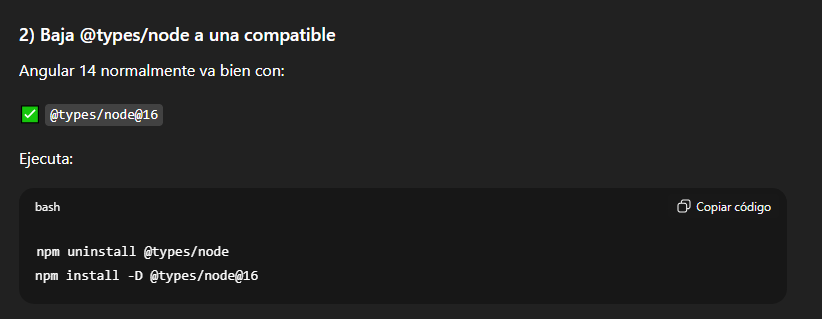 2) Baja @types/node a una compatible
Angular 14 normalmente va bien con:
✅ @types/node@16
Ejecuta:
bash
Copiar código
npm uninstall @types/node
npm install -D @types/node@16